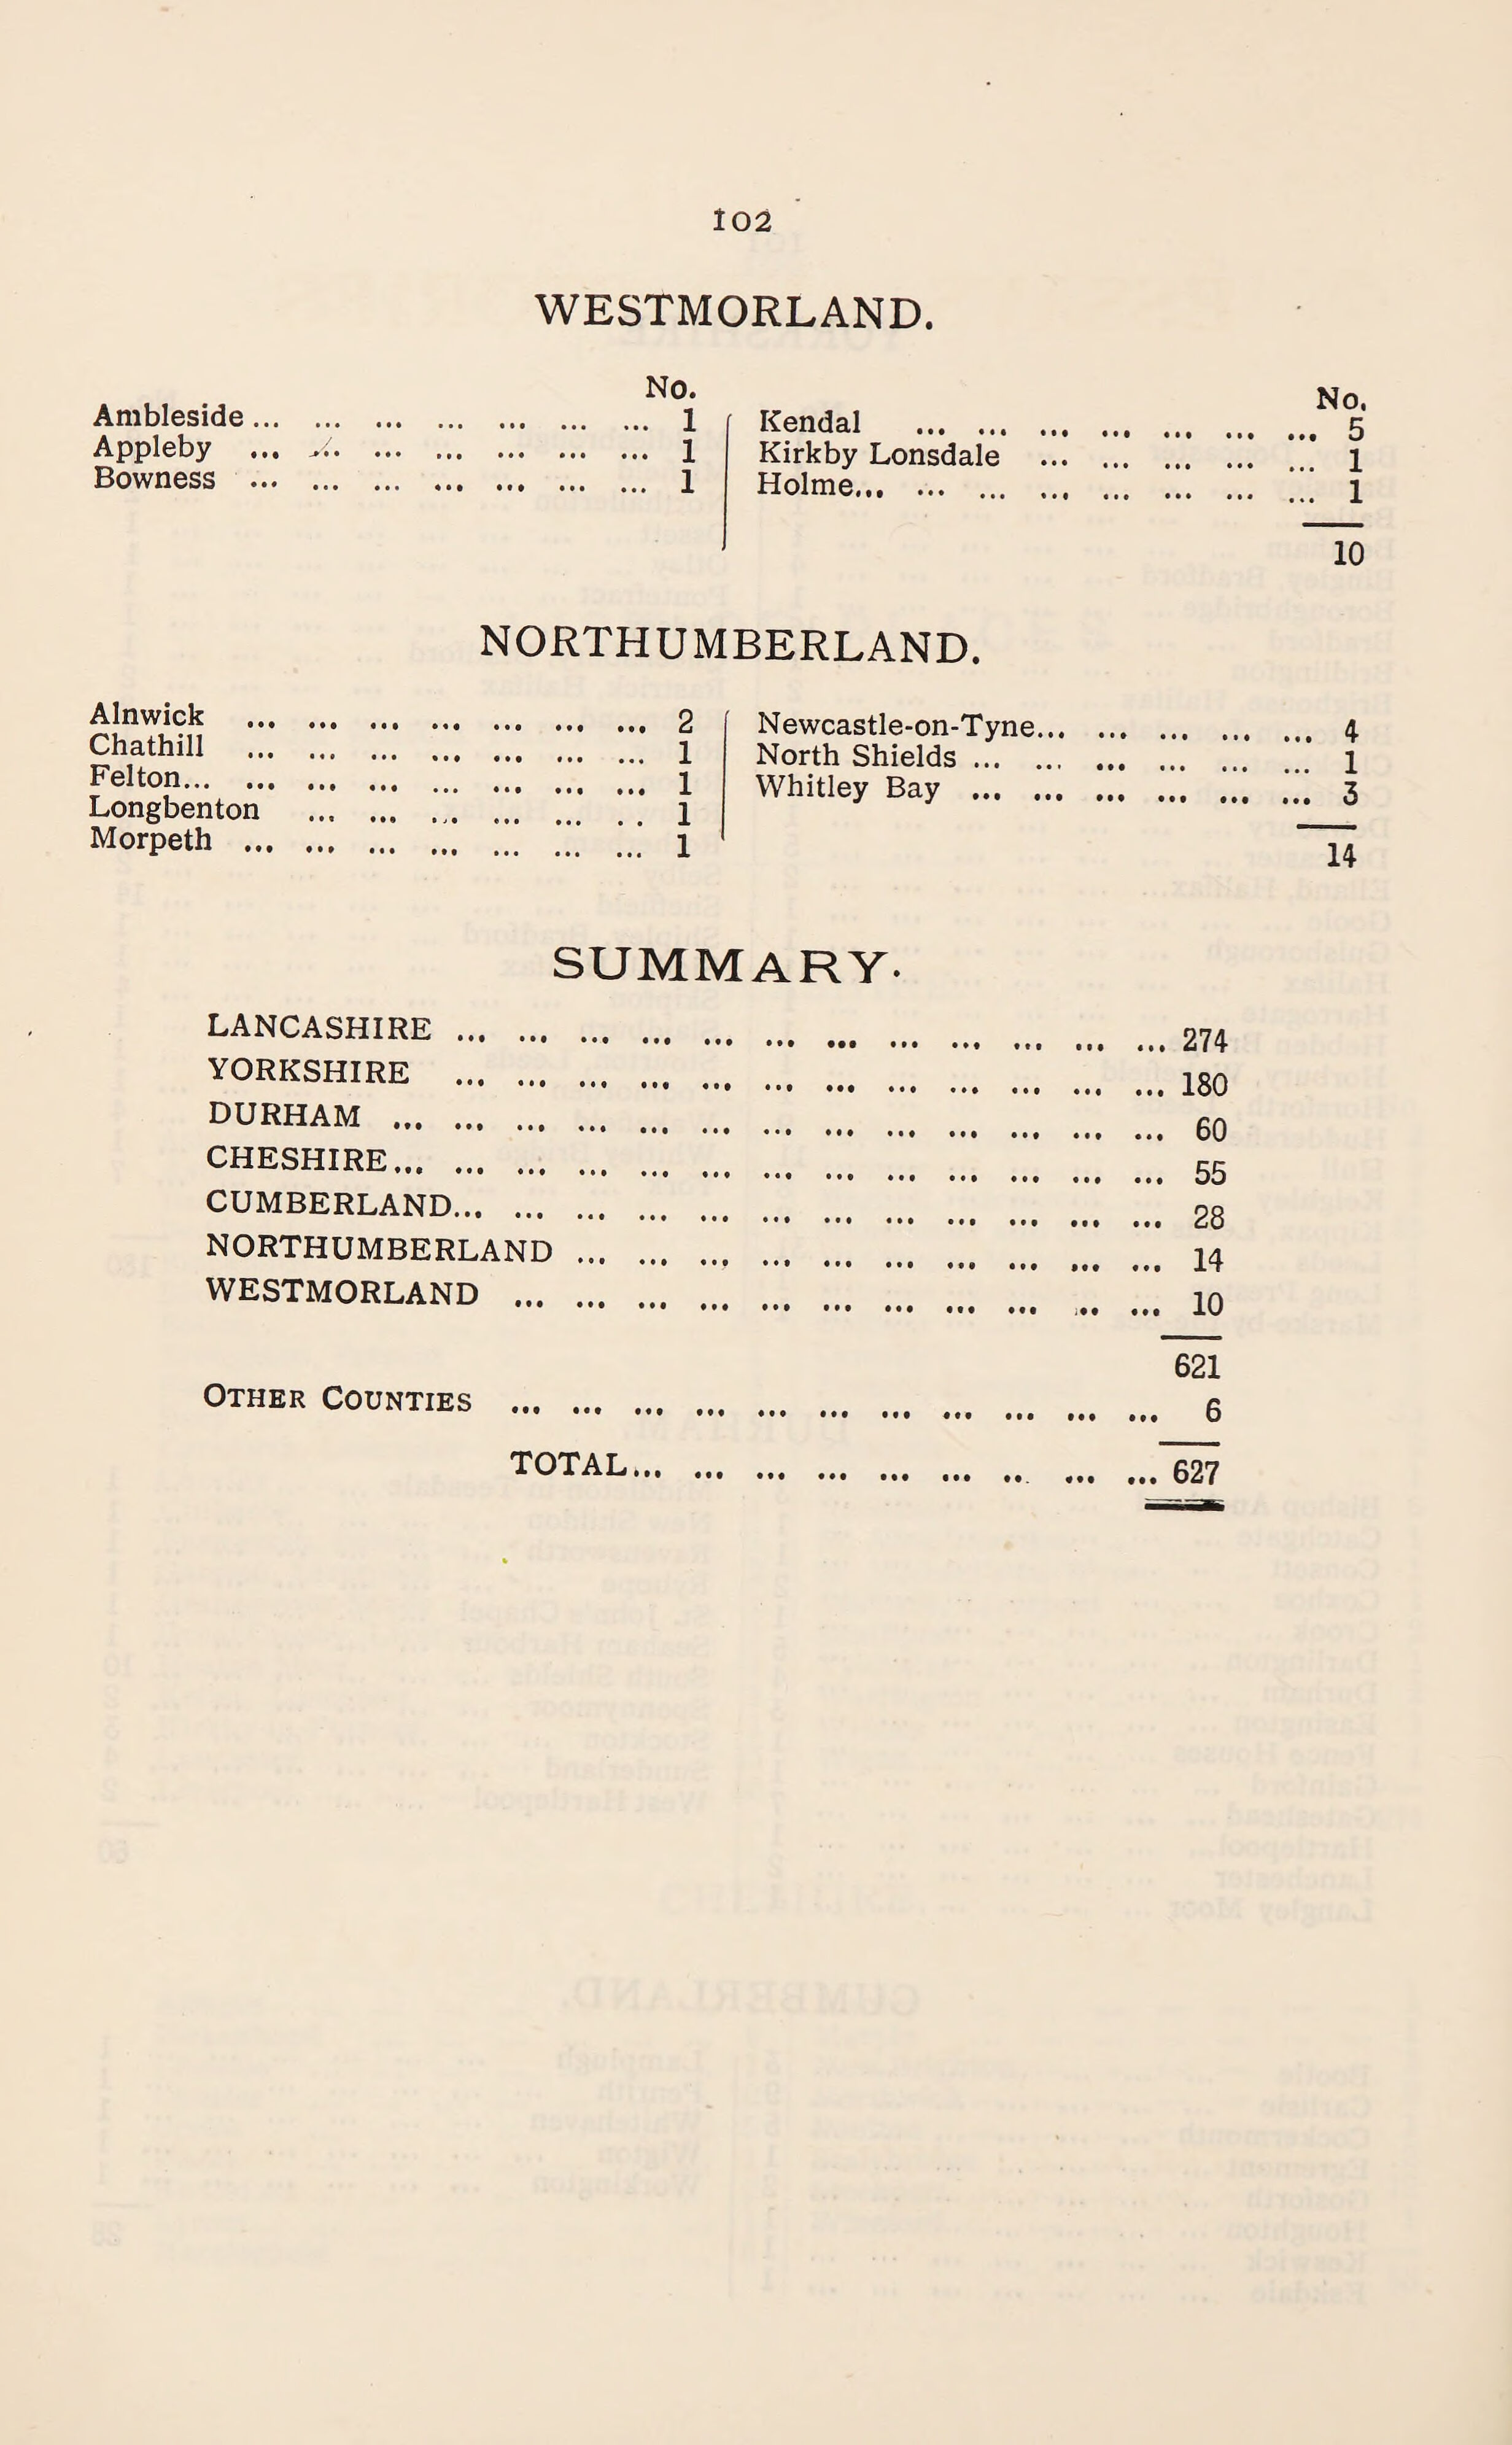 102
WESTMORLAND.
No.
Ambleside ... ... ... ... ... ... ... 1
Appleby ... ... ... ... ... ... ... 1
Bowness ... ... ... ... ... ... ... 1
No.
Kendal ... ... ... ... ... ... ... 5
Kirkby Lonsdale ... ... ... ... ... 1
Holme... ... ... ... ... ... ... ... 1
10
NORTHUMBERLAND.
Alnwick ... ... ... ... ... ... ... 2
Chathill ... ... ... ... ... ... ... 1
Felton... ... ... ... ... ... ... ... 1
Longbenton ... ... ... ... ... . . 1
Morpeth ... ... ... ... ... ... ... 1
Newcastle-on-Tyne... ... ... ... ... 4
North Shields ... ... ... ... ... ... 1
Whitley Bay ... ... ... ... ... ... 3
14
SUMMARY.
LANCASHIRE ... ... ... ... ... ... ... ... ... ... ... ... 274
YORKSHIRE ... ... ... ... ... ... ... ... ... ... ... ... 180
DURHAM ... ... ... ... ... ... ... ... ... ... ... ... ... 60
CHESHIRE... ... ... ... ... ... ... ... ... ... ... ... ... 55
CUMBERLAND... ... ... ... ... ... ... ... ... ... ... ... 28
NORTHUMBERLAND ... ... ... ... ... ... ... ... ... ... 14
WESTMORLAND ... ... ... ... ... ... ... ... ... ... ... 10
621
OTHER COUNTIES ... ... ... ... ... ... ... ... ... ... ... 6
TOTAL... ... ... ... ... ... ... ... ... 627